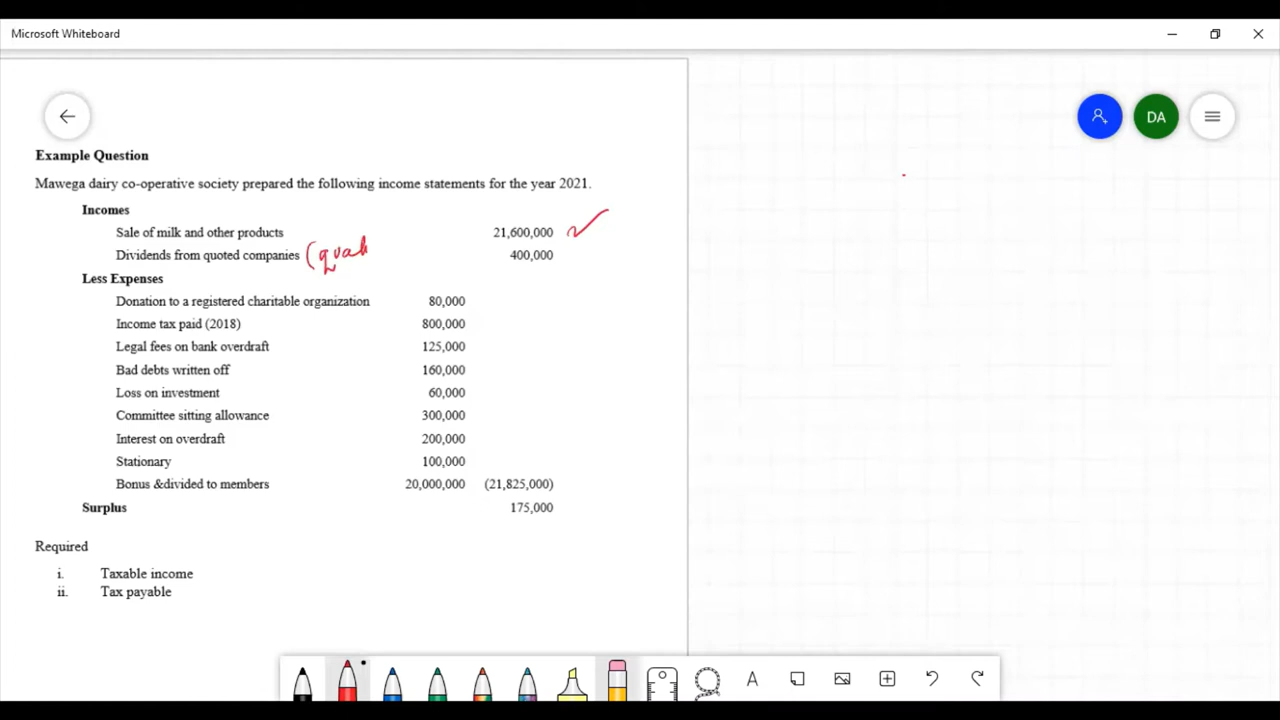 Microsoft Whiteboard
DA
Example Question
Mawega dairy co-operative society prepared the following income statements for the year 2021.
Incomes
Sale of milk and other products 21,600,000
Dividends from quoted companies (quali 400,000
Less Expenses
Donation to a registered charitable organization 80,000
Income tax paid (2018) 800,000
Legal fees on bank overdraft 125,000
Bad debts written off 160,000
Loss on investment 60,000
Committee sitting allowance 300,000
Interest on overdraft 200,000
Stationary 100,000
Bonus &divided to members 20,000,000 (21,825,000)
Surplus 175,000
Required
i. Taxable income
ii. Tax payable
A